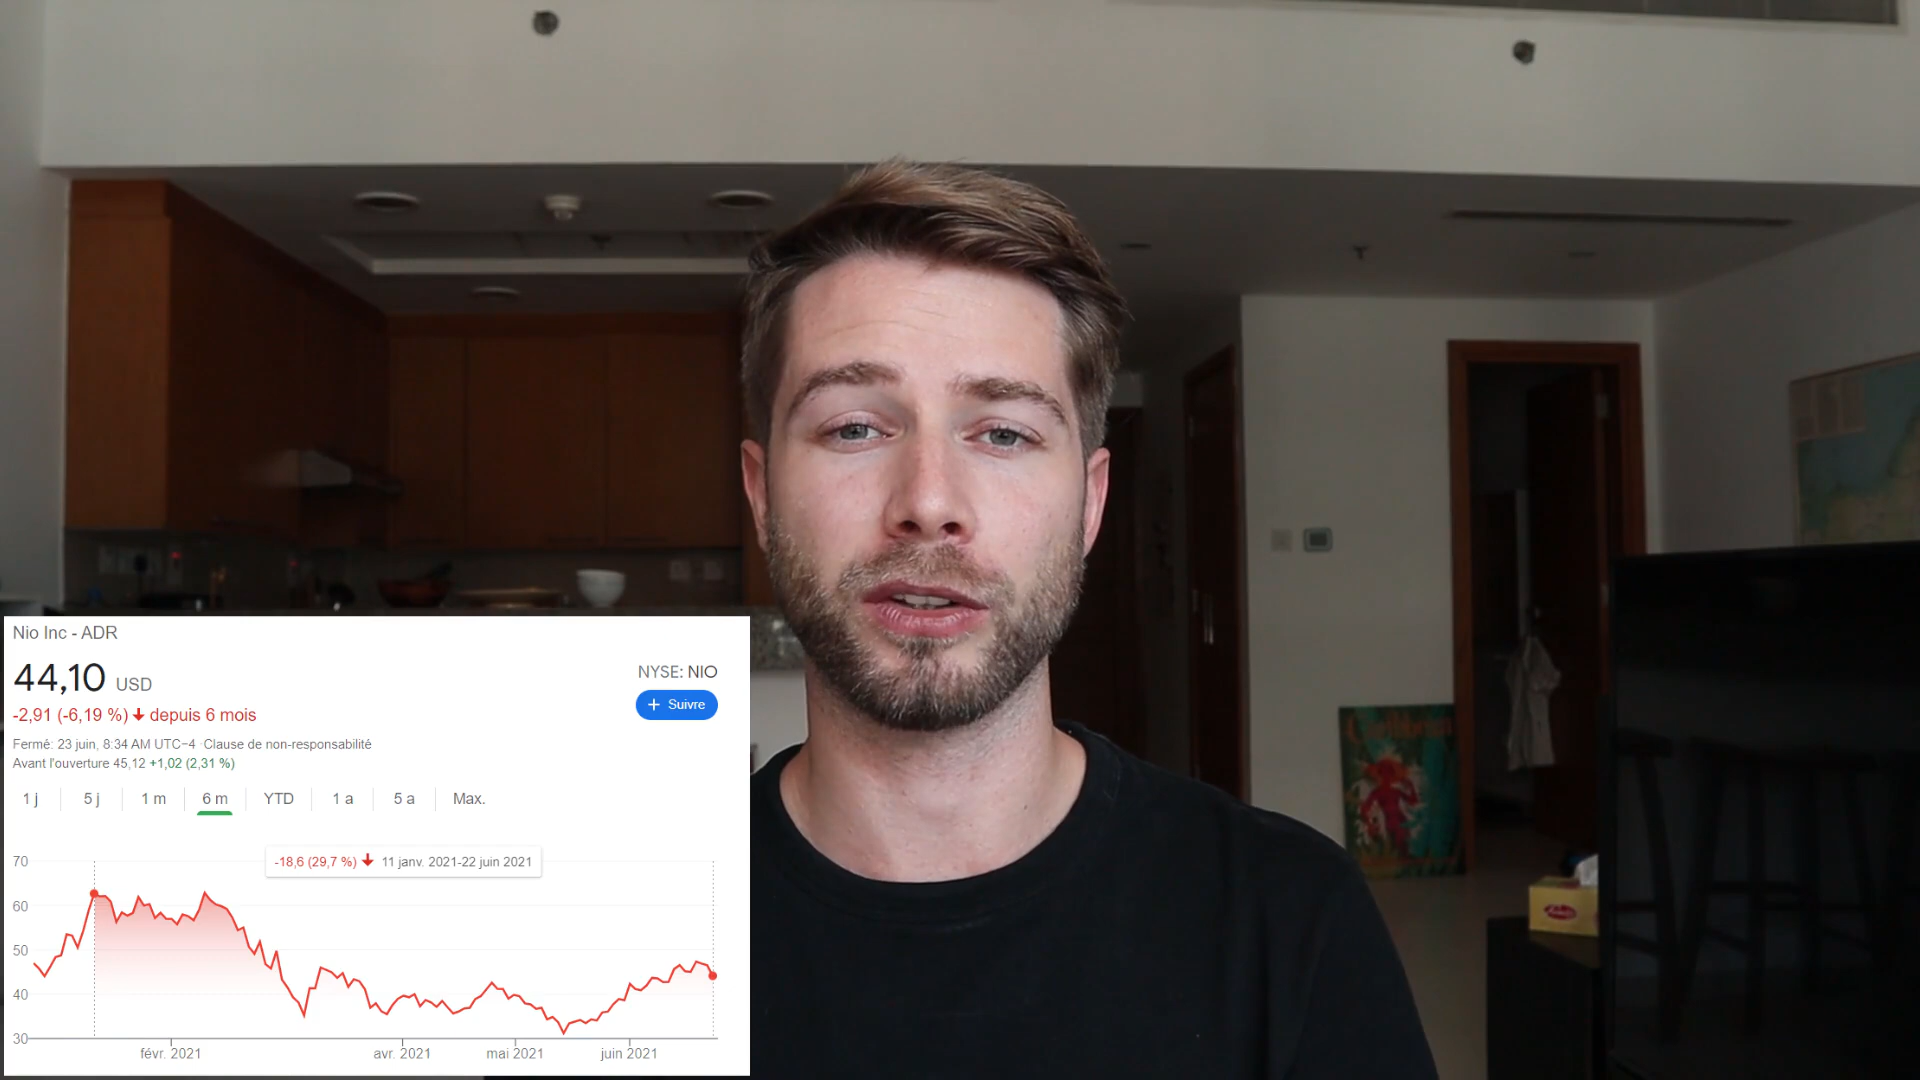 Nio Inc - ADR
44,10 USD
NYSE: NIO
-2,91 (-6,19 %) depuis 6 mois
+ Suivre
Fermé: 23 juin, 8:34 AM UTC−4 · Clause de non-responsabilité
Avant l'ouverture 45,12 +1,02 (2,31 %)
1 j 5 j 1 m 6 m YTD 1 a 5 a Max.
-18,6 (29,7 %) 11 janv. 2021-22 juin 2021
70
60
50
40
30
févr. 2021 avr. 2021 mai 2021 juin 2021